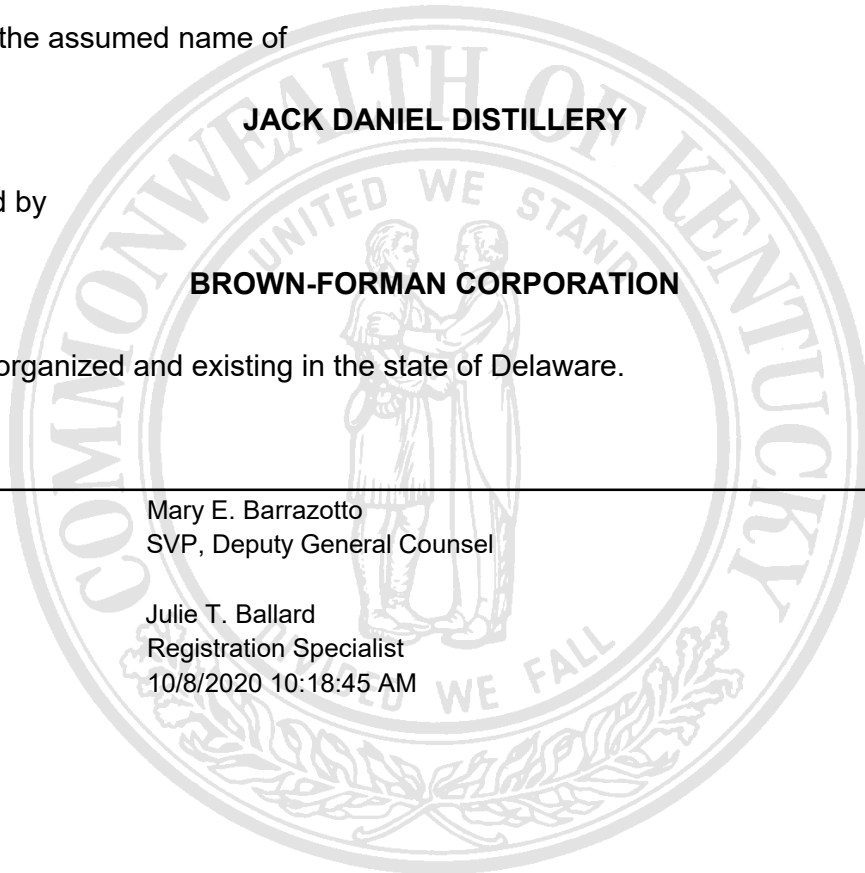 the assumed name of
JACK DANIEL DISTILLERY
d by
BROWN-FORMAN CORPORATION
organized and existing in the state of Delaware.
Mary E. Barrazotto
SVP, Deputy General Counsel
Julie T. Ballard
Registration Specialist
10/8/2020 10:18:45 AM
COMMONWEALTH OF KENTUCKY
UNITED WE STAND
DIVIDED WE FALL